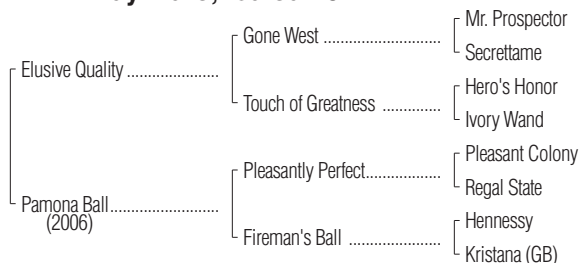 Mr. Prospector
Gone West
Secrettame
Elusive Quality
Hero's Honor
Touch of Greatness
Ivory Wand
Pleasant Colony
Pleasantly Perfect
Regal State
Pamona Ball
(2006)
Hennessy
Fireman's Ball
Kristana (GB)